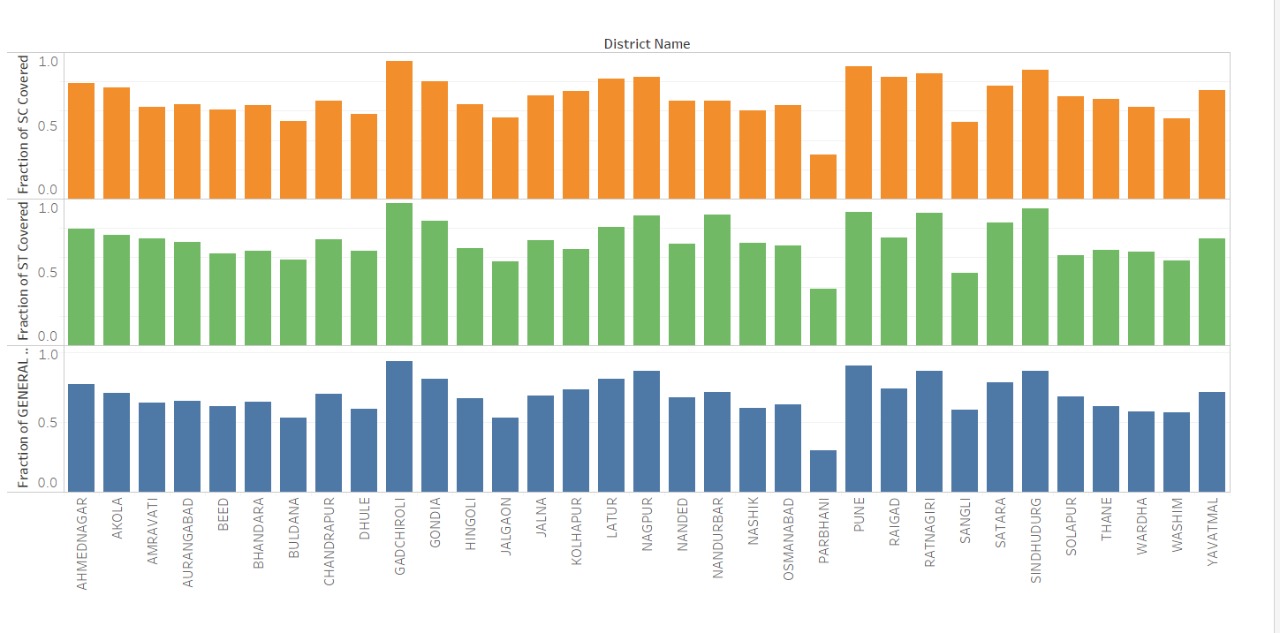 District Name
Fraction of SC Covered
1.0
0.5
0.0
Fraction of ST Covered
1.0
0.5
0.0
Fraction of GENERAL ..
1.0
0.5
0.0
AHMEDNDAGAR
AKOLA
AMRAVATI
AURANGABAD
BEED
BHANDARA
BULDANA
CHANDRAPUR
DHULE
GADCHIROLI
GONDIA
HINGOLI
JALGAON
JALNA
KOLHAPUR
LATUR
NAGPUR
NANDED
NANDURBAR
NASHIK
OSMANABAD
PARBHANI
PUNE
RAIGAD
RATNAGIRI
SANGLI
SATARA
SINDHUDURG
SOLAPUR
THANE
WARDHA
WASHIM
YAVATMAL